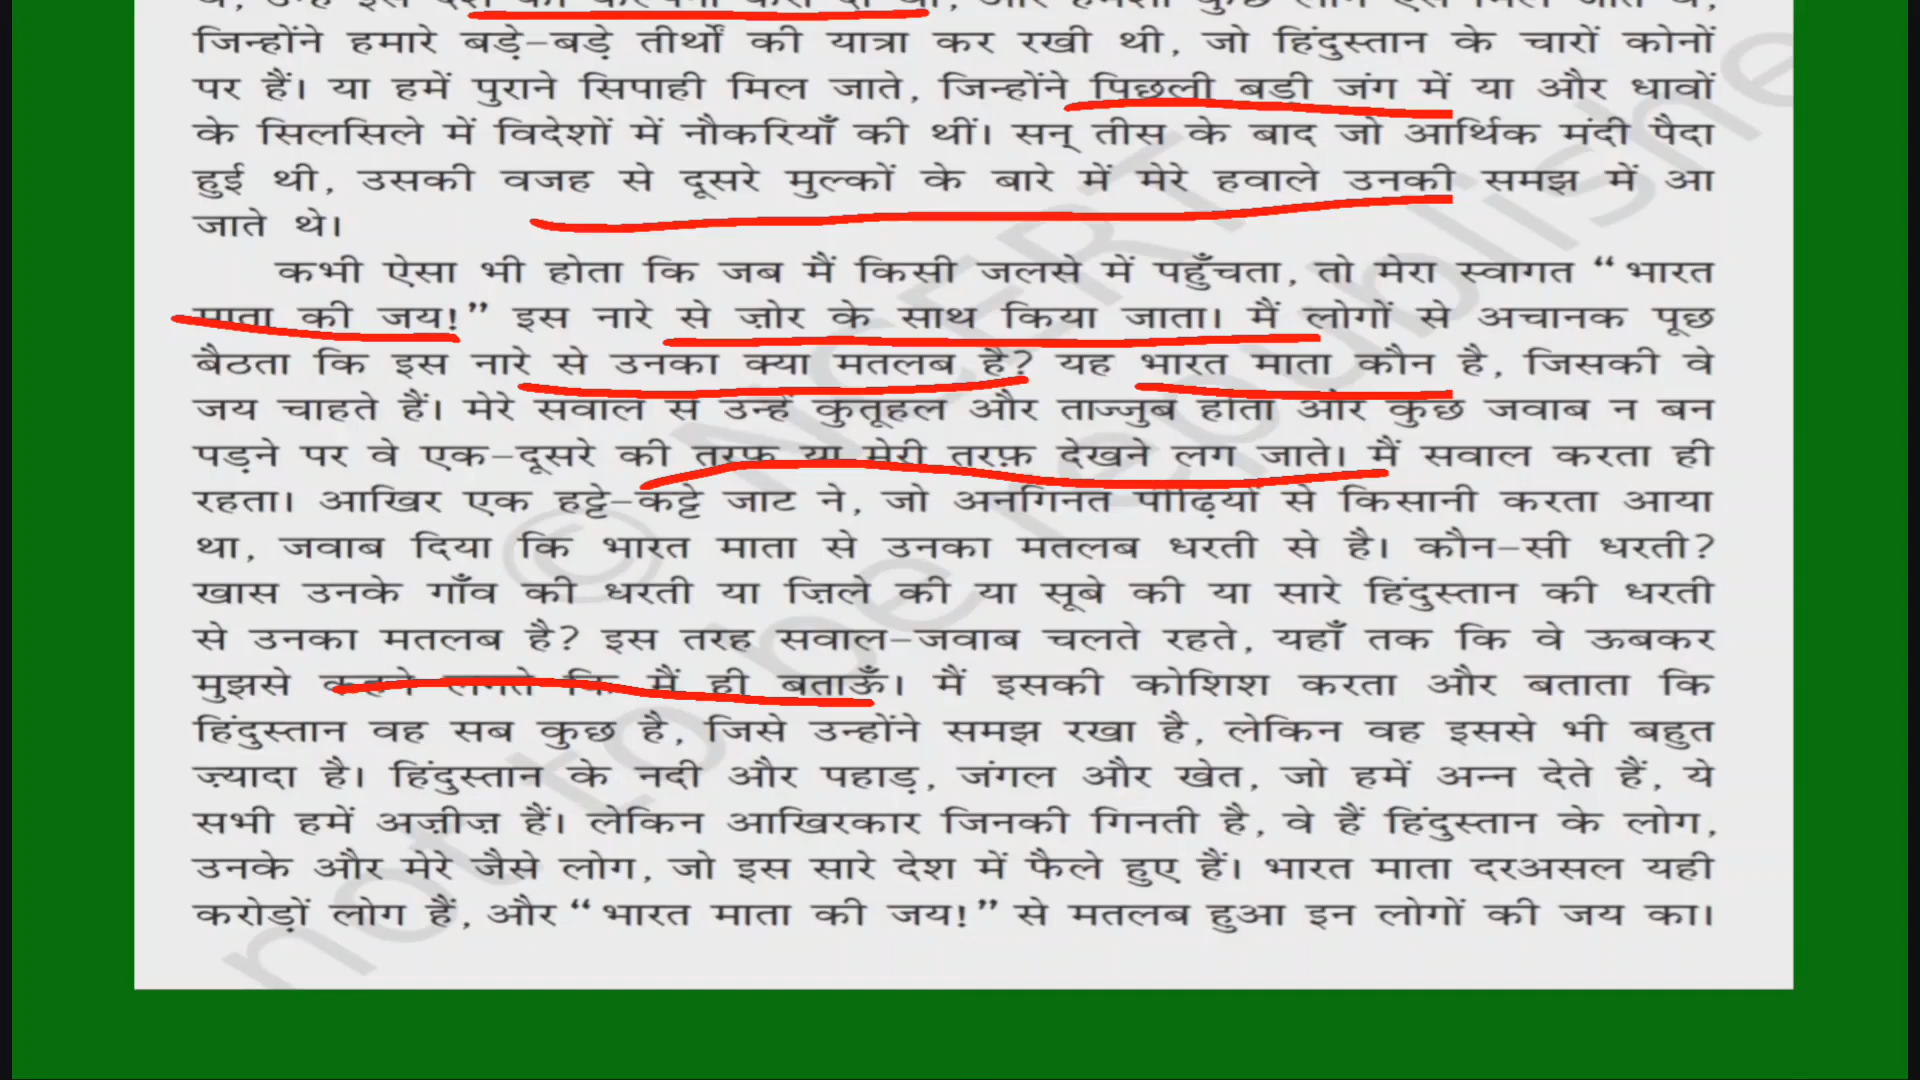 जिन्होंने हमारे बड़े-बड़े तीर्थों की यात्रा कर रखी थी, जो हिंदुस्तान के चारों कोनों
पर हैं। या हमें पुराने सिपाही मिल जाते, जिन्होंने पिछली बड़ी जंग में या और धावों
के सिलसिले में विदेशों में नौकरियाँ की थीं। सन् तीस के बाद जो आर्थिक मंदी पैदा
हुई थी, उसकी वजह से दूसरे मुल्कों के बारे में मेरे हवाले उनकी समझ में आ
जाते थे।
कभी ऐसा भी होता कि जब मैं किसी जलसे में पहुँचता, तो मेरा स्वागत “भारत
माता की जय!” इस नारे से ज़ोर के साथ किया जाता। मैं लोगों से अचानक पूछ
बैठता कि इस नारे से उनका क्या मतलब है? यह भारत माता कौन है, जिसकी वे
जय चाहते हैं। मेरे सवाल से उन्हें कुतूहल और ताज्जुब होता और कुछ जवाब न बन
पड़ने पर वे एक-दूसरे की तरफ़ या मेरी तरफ़ देखने लग जाते। मैं सवाल करता ही
रहता। आखिर एक हट्टे-कट्टे जाट ने, जो अनगिनत पीढ़ियों से किसानी करता आया
था, जवाब दिया कि भारत माता से उनका मतलब धरती से है। कौन-सी धरती?
खास उनके गाँव की धरती या ज़िले की या सूबे की या सारे हिंदुस्तान की धरती
से उनका मतलब है? इस तरह सवाल-जवाब चलते रहते, यहाँ तक कि वे ऊबकर
मुझसे कहने लगते कि मैं ही बताऊँ। मैं इसकी कोशिश करता और बताता कि
हिंदुस्तान वह सब कुछ है, जिसे उन्होंने समझ रखा है, लेकिन वह इससे भी बहुत
ज़्यादा है। हिंदुस्तान के नदी और पहाड़, जंगल और खेत, जो हमें अन्न देते हैं, ये
सभी हमें अज़ीज़ हैं। लेकिन आखिरकार जिनकी गिनती है, वे हैं हिंदुस्तान के लोग,
उनके और मेरे जैसे लोग, जो इस सारे देश में फैले हुए हैं। भारत माता दरअसल यही
करोड़ों लोग हैं, और “भारत माता की जय!” से मतलब हुआ इन लोगों की जय का।
© NCERT
not to be republishe